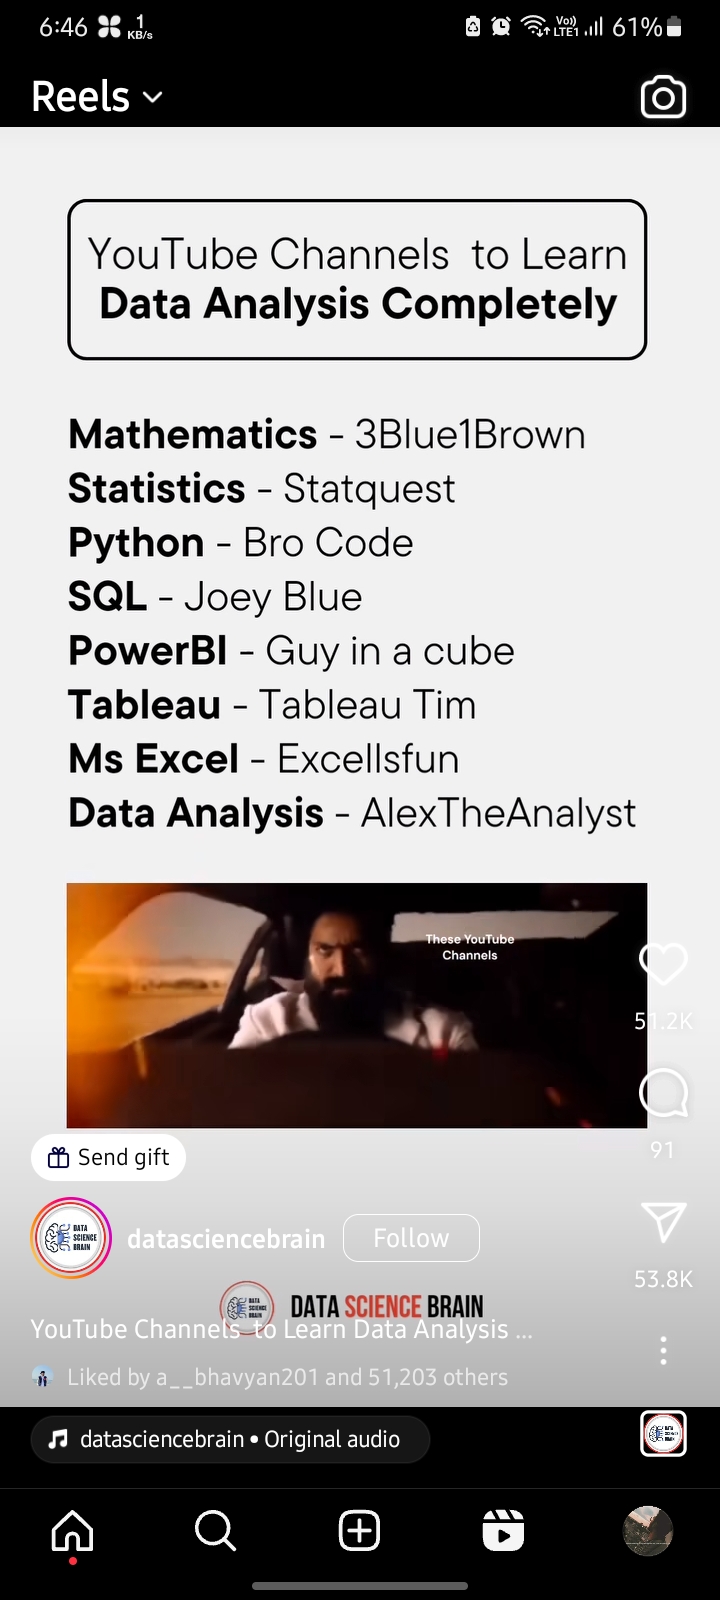 6:46 1 KB/s Vo)) LTE1 61%
Reels
YouTube Channels to Learn
Data Analysis Completely
Mathematics - 3Blue1Brown
Statistics - Statquest
Python - Bro Code
SQL - Joey Blue
PowerBI - Guy in a cube
Tableau - Tableau Tim
Ms Excel - Excellsfun
Data Analysis - AlexTheAnalyst
These YouTube
Channels
51.2K
91
Send gift
DATA
SCIENCE
BRAIN
datasciencebrain Follow
53.8K
DATA SCIENCE BRAIN DATA SCIENCE BRAIN
YouTube Channels to Learn Data Analysis ...
Liked by a__bhavyan201 and 51,203 others
datasciencebrain • Original audio